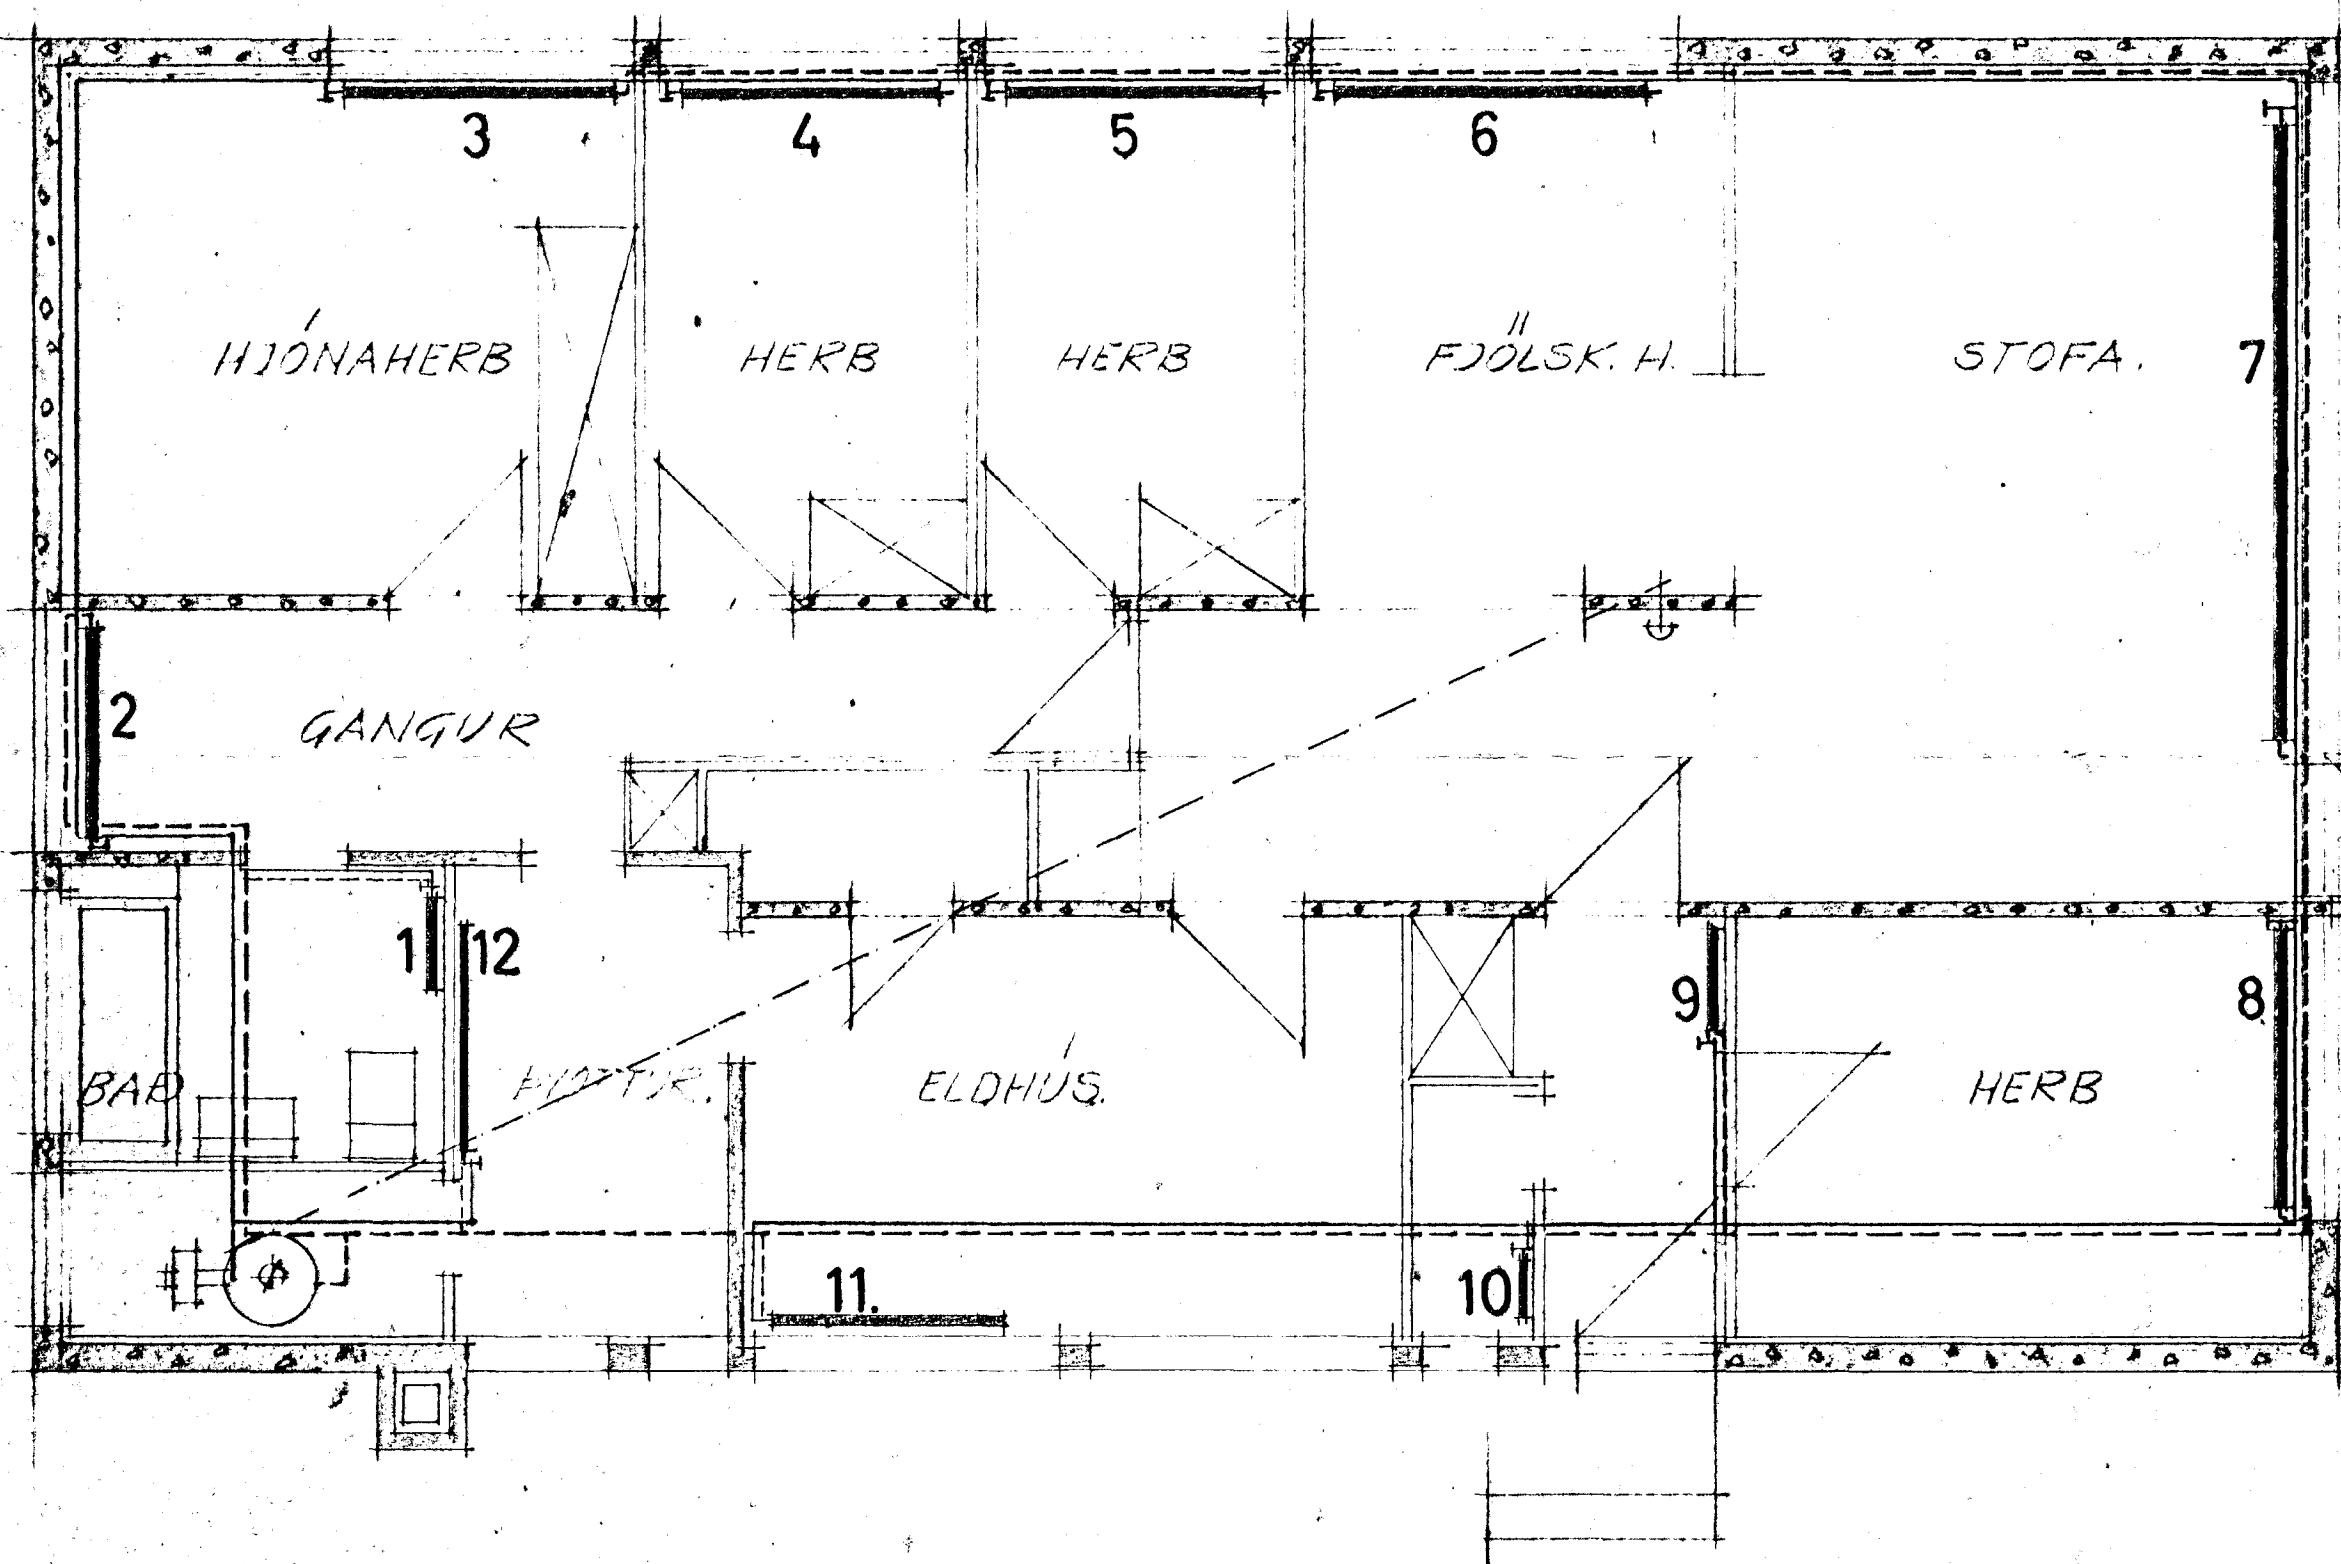 3 4 5 6
HJÓNAHERB HERB HERB FJÖLSK. H. STOFA. 7
2 GANGUR
1 12 9 8
BAÐ ELDHÚS. HERB
11. 10